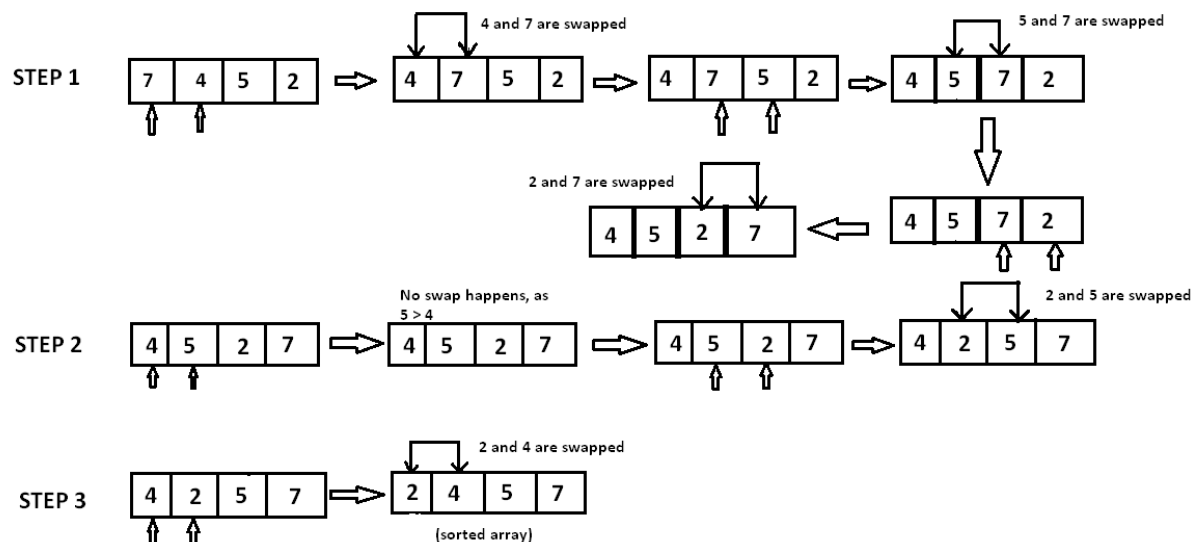 4 and 7 are swapped
5 and 7 are swapped
STEP 1
7 4 5 2
4 7 5 2
4 7 5 2
4 5 7 2
2 and 7 are swapped
4 5 2 7
4 5 7 2
No swap happens, as
5 > 4
2 and 5 are swapped
STEP 2
4 5 2 7
4 5 2 7
4 5 2 7
4 2 5 7
2 and 4 are swapped
STEP 3
4 2 5 7
2 4 5 7
(sorted array)